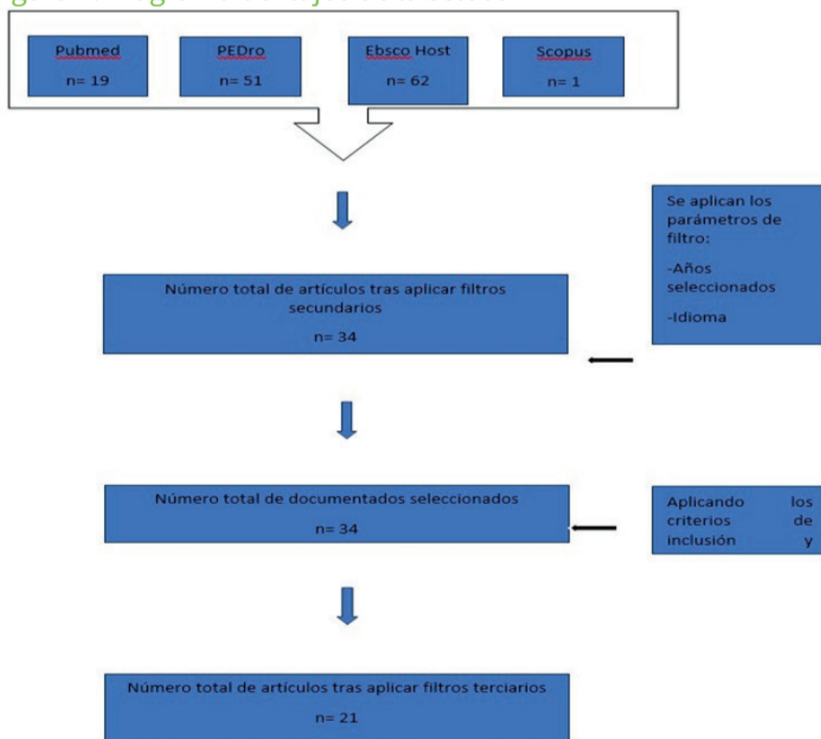 Pubmed
n= 19
PEDro
n= 51
Ebsco Host
n= 62
Scopus
n= 1
Se aplican los
parámetros de
filtro:
-Años
seleccionados
-Idioma
Número total de artículos tras aplicar filtros
secundarios
n= 34
Número total de documentados seleccionados
n= 34
Aplicando los
criterios de
inclusión y
Número total de artículos tras aplicar filtros terciarios
n= 21